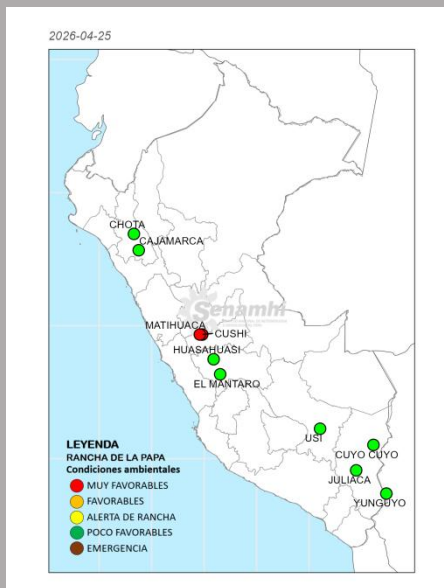 2026-04-25
CHOTA
CAJAMARCA
Senamhi
MATIHUACA
CUSHI
HUASAHUASI
EL MANTARO
USI
CUYO CUYO
JULIACA
YUNGUYO
LEYENDA
RANCHA DE LA PAPA
Condiciones ambientales
MUY FAVORABLES
FAVORABLES
ALERTA DE RANCHA
POCO FAVORABLES
EMERGENCIA